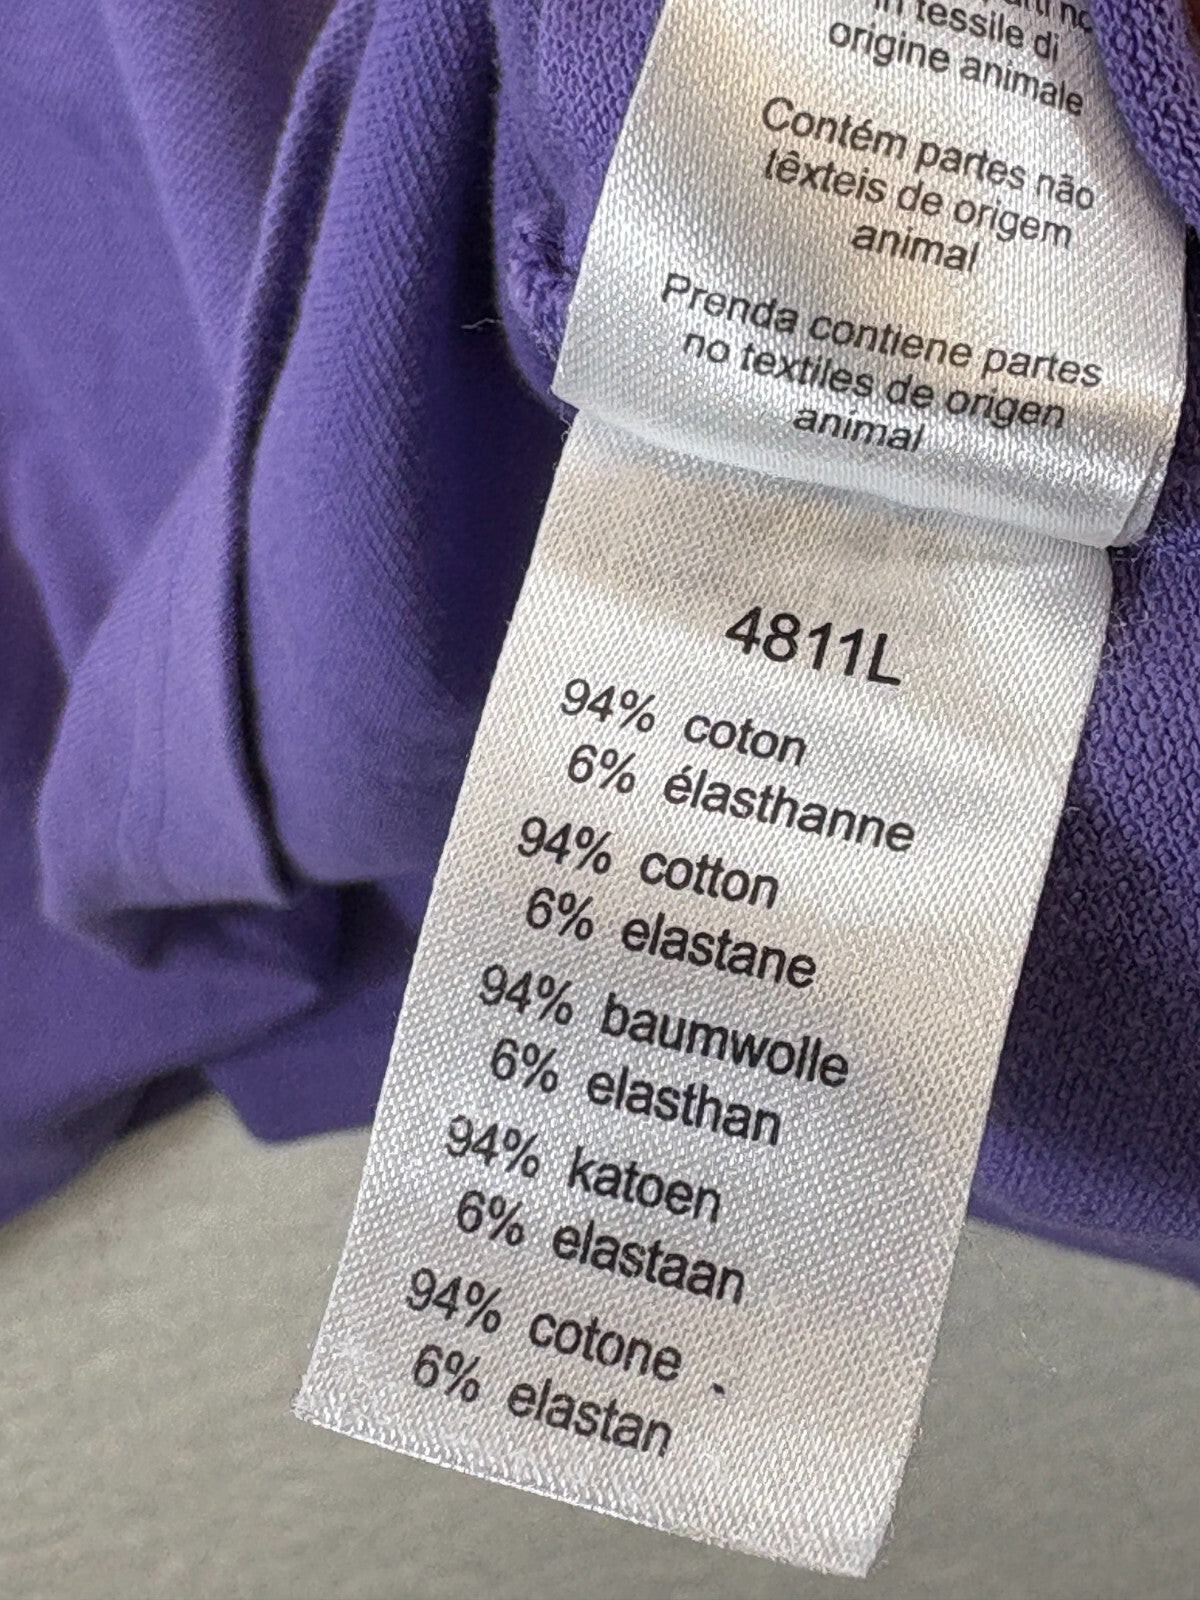 in tessile di
origine animale
Contém partes não
têxteis de origem
animal
Prenda contiene partes
no textiles de origen
animal
4811L
94% coton
6% élasthanne
94% cotton
6% elastane
94% baumwolle
6% elasthan
94% katoen
6% elastaan
94% cotone
6% elastan